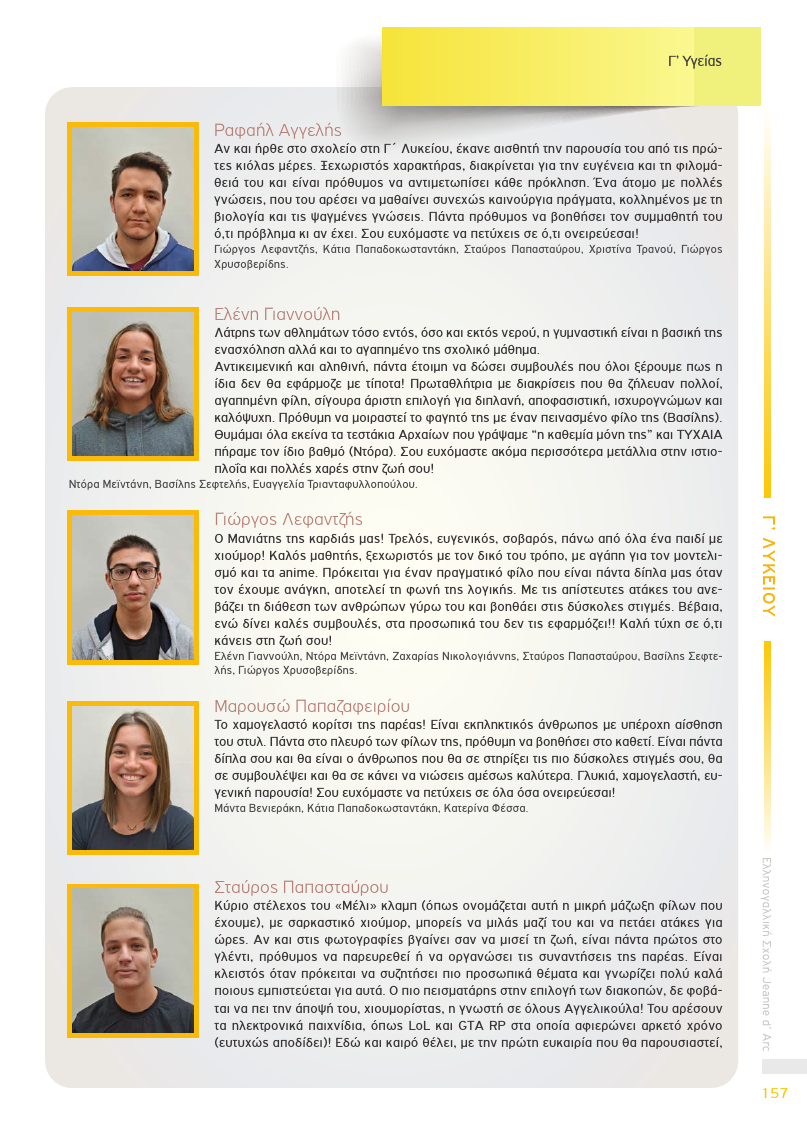 Γ' Υγείας
Ραφαήλ Αγγελής
Αν και ήρθε στο σχολείο στη Γ΄ Λυκείου, έκανε αισθητή την παρουσία του από τις πρώ-
τες κιόλας μέρες. Ξεχωριστός χαρακτήρας, διακρίνεται για την ευγένεια και τη φιλομά-
θειά του και είναι πρόθυμος να αντιμετωπίσει κάθε πρόκληση. Ένα άτομο με πολλές
γνώσεις, που του αρέσει να μαθαίνει συνεχώς καινούργια πράγματα, κολλημένος με τη
βιολογία και τις ψαγμένες γνώσεις. Πάντα πρόθυμος να βοηθήσει τον συμμαθητή του
ό,τι πρόβλημα κι αν έχει. Σου ευχόμαστε να πετύχεις σε ό,τι ονειρεύεσαι!
Γιώργος Λεφαντζής, Κάτια Παπαδοκωσταντάκη, Σταύρος Παπασταύρου, Χριστίνα Τρανού, Γιώργος
Χρυσοβερίδης.
Ελένη Γιαννούλη
Λάτρης των αθλημάτων τόσο εντός, όσο και εκτός νερού, η γυμναστική είναι η βασική της
ενασχόληση αλλά και το αγαπημένο της σχολικό μάθημα.
Αντικειμενική και αληθινή, πάντα έτοιμη να δώσει συμβουλές που όλοι ξέρουμε πως η
ίδια δεν θα εφάρμοζε με τίποτα! Πρωταθλήτρια με διακρίσεις που θα ζήλευαν πολλοί,
αγαπημένη φίλη, σίγουρα άριστη επιλογή για διπλανή, αποφασιστική, ισχυρογνώμων και
καλόψυχη. Πρόθυμη να μοιραστεί το φαγητό της με έναν πεινασμένο φίλο της (Βασίλης).
Θυμάμαι όλα εκείνα τα τεστάκια Αρχαίων που γράψαμε “η καθεμία μόνη της” και ΤΥΧΑΙΑ
πήραμε τον ίδιο βαθμό (Ντόρα). Σου ευχόμαστε ακόμα περισσότερα μετάλλια στην ιστιο-
πλοΐα και πολλές χαρές στην ζωή σου!
Ντόρα Μεϊντάνη, Βασίλης Σεφτελής, Ευαγγελία Τριανταφυλλοπούλου.
Γιώργος Λεφαντζής
Ο Μανιάτης της καρδιάς μας! Τρελός, ευγενικός, σοβαρός, πάνω από όλα ένα παιδί με
χιούμορ! Καλός μαθητής, ξεχωριστός με τον δικό του τρόπο, με αγάπη για τον μοντελι-
σμό και τα anime. Πρόκειται για έναν πραγματικό φίλο που είναι πάντα δίπλα μας όταν
τον έχουμε ανάγκη, αποτελεί τη φωνή της λογικής. Με τις απίστευτες ατάκες του ανε-
βάζει τη διάθεση των ανθρώπων γύρω του και βοηθάει στις δύσκολες στιγμές. Βέβαια,
ενώ δίνει καλές συμβουλές, στα προσωπικά του δεν τις εφαρμόζει!! Καλή τύχη σε ό,τι
κάνεις στη ζωή σου!
Ελένη Γιαννούλη, Ντόρα Μεϊντάνη, Ζαχαρίας Νικολογιάννης, Σταύρος Παπασταύρου, Βασίλης Σεφτε-
λής, Γιώργος Χρυσοβερίδης.
Μαρουσώ Παπαζαφειρίου
Το χαμογελαστό κορίτσι της παρέας! Είναι εκπληκτικός άνθρωπος με υπέροχη αίσθηση
του στυλ. Πάντα στο πλευρό των φίλων της, πρόθυμη να βοηθήσει στο καθετί. Είναι πάντα
δίπλα σου και θα είναι ο άνθρωπος που θα σε στηρίξει τις πιο δύσκολες στιγμές σου, θα
σε συμβουλέψει και θα σε κάνει να νιώσεις αμέσως καλύτερα. Γλυκιά, χαμογελαστή, ευ-
γενική παρουσία! Σου ευχόμαστε να πετύχεις σε όλα όσα ονειρεύεσαι!
Μάντα Βενιεράκη, Κάτια Παπαδοκωσταντάκη, Κατερίνα Φέσσα.
Σταύρος Παπασταύρου
Κύριο στέλεχος του «Μέλι» κλαμπ (όπως ονομάζεται αυτή η μικρή μάζωξη φίλων που
έχουμε), με σαρκαστικό χιούμορ, μπορείς να μιλάς μαζί του και να πετάει ατάκες για
ώρες. Αν και στις φωτογραφίες βγαίνει σαν να μισεί τη ζωή, είναι πάντα πρώτος στο
γλέντι, πρόθυμος να παρευρεθεί ή να οργανώσει τις συναντήσεις της παρέας. Είναι
κλειστός όταν πρόκειται να συζητήσει πιο προσωπικά θέματα και γνωρίζει πολύ καλά
ποιους εμπιστεύεται για αυτά. Ο πιο πεισματάρης στην επιλογή των διακοπών, δε φοβά-
ται να πει την άποψή του, χιουμορίστας, η γνωστή σε όλους Αγγελικούλα! Του αρέσουν
τα ηλεκτρονικά παιχνίδια, όπως LoL και GTA RP στα οποία αφιερώνει αρκετό χρόνο
(ευτυχώς αποδίδει)! Εδώ και καιρό θέλει, με την πρώτη ευκαιρία που θα παρουσιαστεί,
Γ' ΛΥΚΕΙΟΥ
Ελληνογαλλική Σχολή Jeanne d' Arc
157